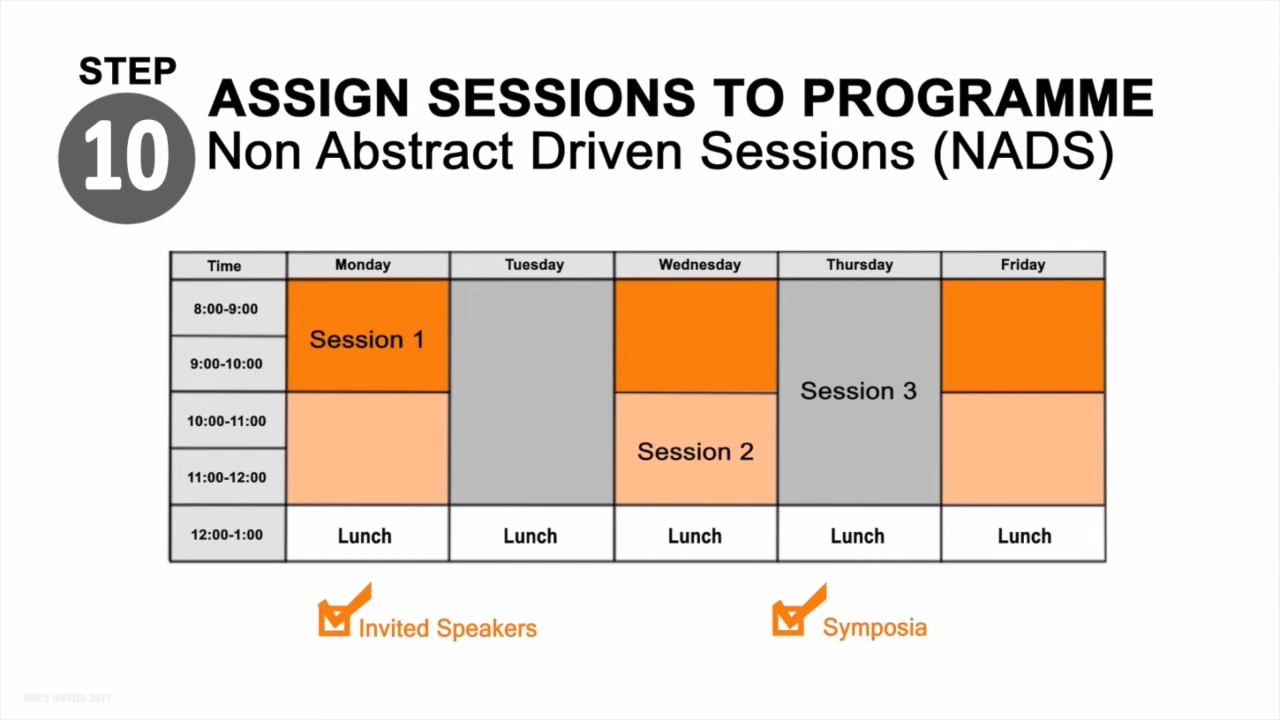 STEP
10
ASSIGN SESSIONS TO PROGRAMME
Non Abstract Driven Sessions (NADS)
Time Monday Tuesday Wednesday Thursday Friday
8:00-9:00
Session 1
9:00-10:00
Session 3
10:00-11:00
Session 2
11:00-12:00
12:00-1:00 Lunch Lunch Lunch Lunch Lunch
Invited Speakers Symposia